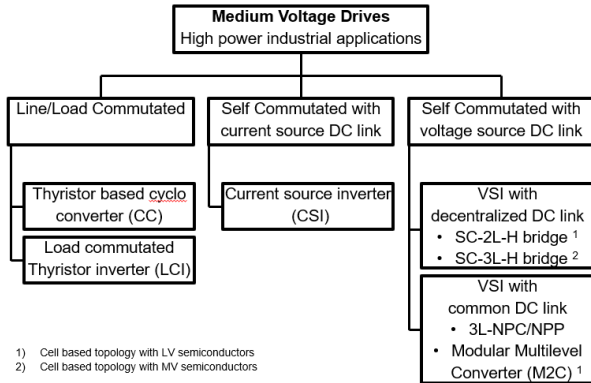 Medium Voltage Drives
High power industrial applications
Line/Load Commutated
Self Commutated with
current source DC link
Self Commutated with
voltage source DC link
Thyristor based cyclo
converter (CC)
Load commutated
Thyristor inverter (LCI)
Current source inverter
(CSI)
VSI with
decentralized DC link
• SC-2L-H bridge ¹
• SC-3L-H bridge ²
VSI with
common DC link
• 3L-NPC/NPP
• Modular Multilevel
Converter (M2C) ¹
1) Cell based topology with LV semiconductors
2) Cell based topology with MV semiconductors